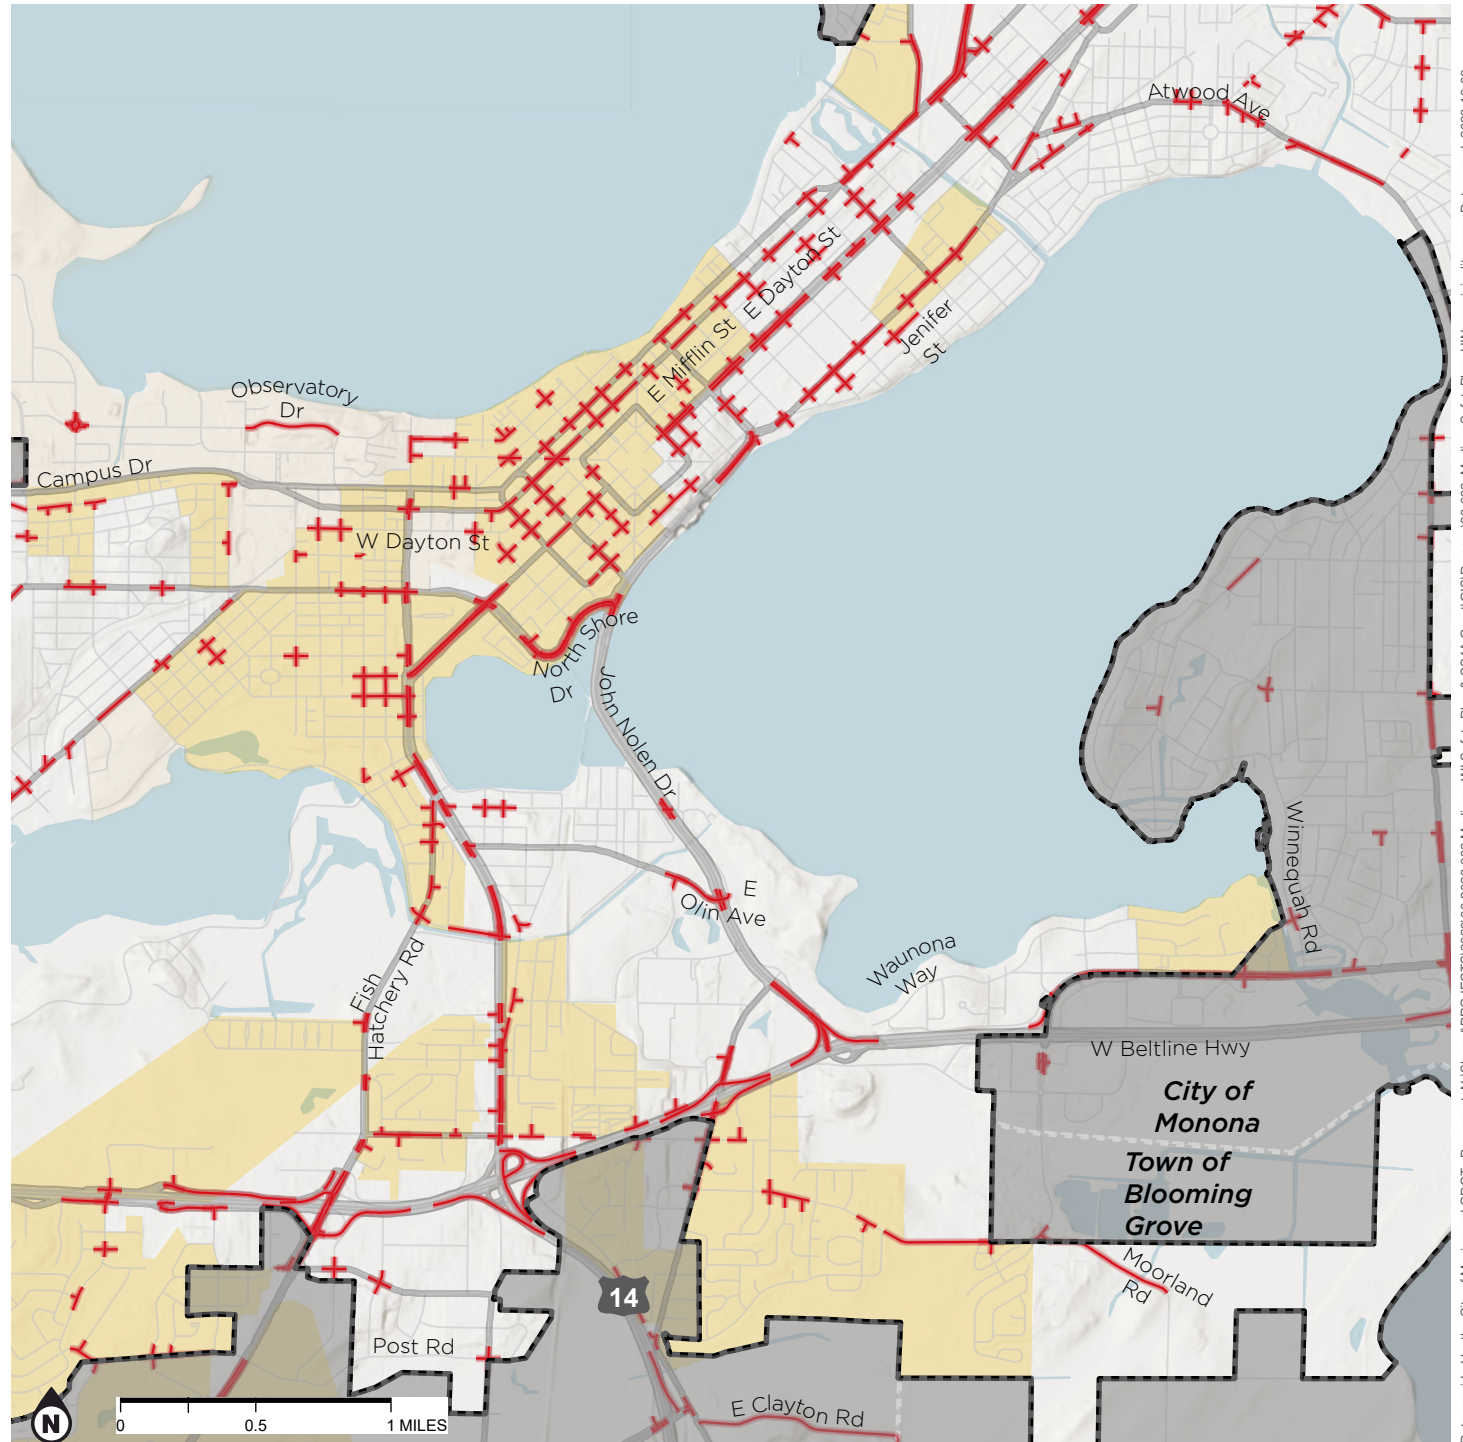 Atwood Ave
E Dayton St
E Mifflin St
Jenifer
St
Observatory
Dr
Campus Dr
W Dayton St
North Shore
Dr
John Nolen Dr
E
Olin Ave
Winnequah Rd
Waunona
Way
Fish
Hatchery Rd
W Beltline Hwy
City of
Monona
Town of
Blooming
Grove
Moorland
Rd
14
Post Rd
E Clayton Rd
N
0 0.5 1 MILES